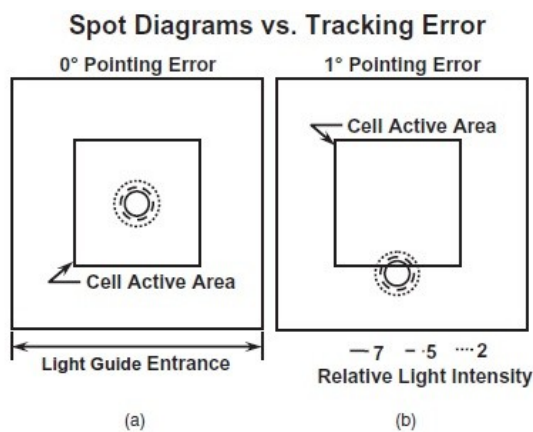 Spot Diagrams vs. Tracking Error
0° Pointing Error
1° Pointing Error
Cell Active Area
Cell Active Area
Light Guide Entrance
— 7 - ·5 ····2
Relative Light Intensity
(a)
(b)